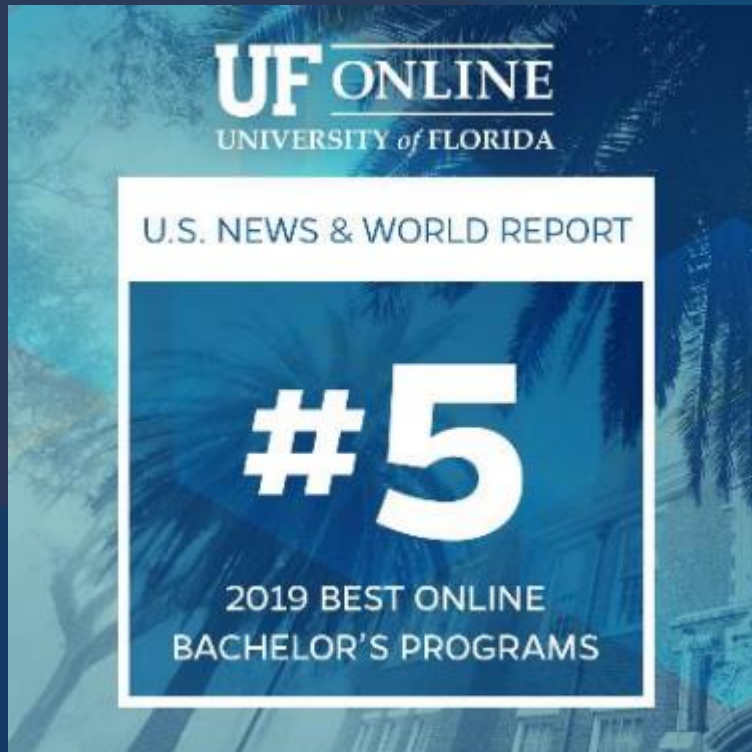 UF ONLINE
UNIVERSITY of FLORIDA
U.S. NEWS & WORLD REPORT
#5
2019 BEST ONLINE
BACHELOR'S PROGRAMS